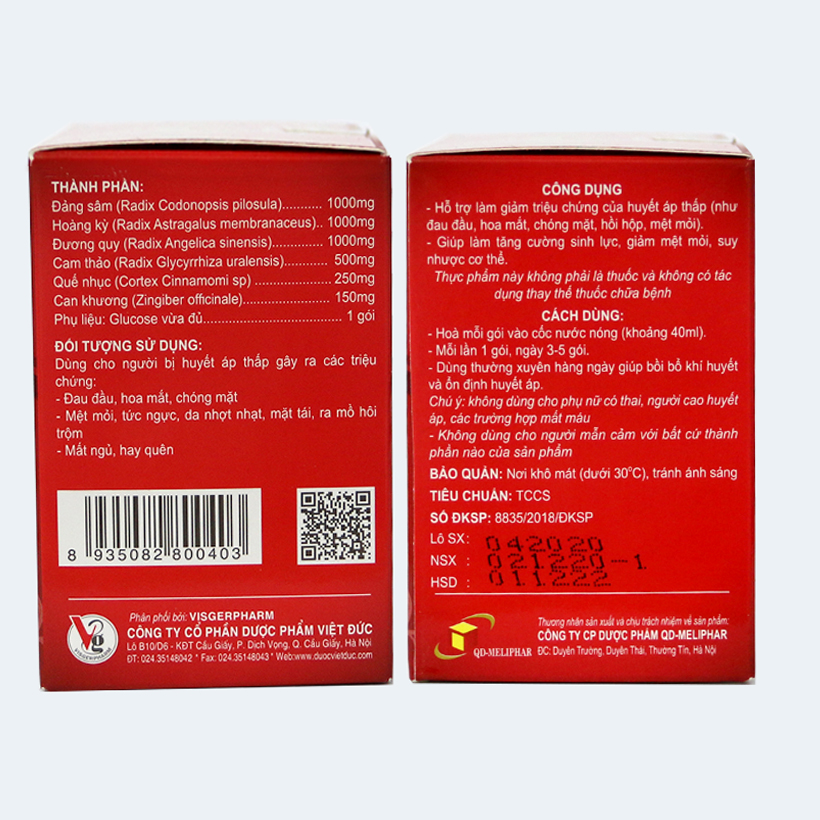 THÀNH PHẦN:
Đảng sâm (Radix Codonopsis pilosula)........... 1000mg
Hoàng kỳ (Radix Astragalus membranaceus).. 1000mg
Đương quy (Radix Angelica sinensis)............... 1000mg
Cam thảo (Radix Glycyrrhiza uralensis)............ 500mg
Quế nhục (Cortex Cinnamomi sp) .................... 250mg
Can khương (Zingiber officinale)....................... 150mg
Phụ liệu: Glucose vừa đủ..................................... 1 gói
ĐỐI TƯỢNG SỬ DỤNG:
Dùng cho người bị huyết áp thấp gây ra các triệu
chứng:
- Đau đầu, hoa mắt, chóng mặt
- Mệt mỏi, tức ngực, da nhợt nhạt, mặt tái, ra mồ hôi
trộm
- Mất ngủ, hay quên
8 935082 800403
Phân phối bởi: VISGERPHARM
CÔNG TY CỔ PHẦN DƯỢC PHẨM VIỆT ĐỨC
Lô B10/D6 - KĐT Cầu Giấy, P. Dịch Vọng, Q. Cầu Giấy, Hà Nội
ĐT: 024.35148042 * Fax: 024.35148043 * Web:www.duocvietduc.com
Vg
VISGERPHARM
CÔNG DỤNG
- Hỗ trợ làm giảm triệu chứng của huyết áp thấp (như
đau đầu, hoa mắt, chóng mặt, hồi hộp, mệt mỏi).
- Giúp làm tăng cường sinh lực, giảm mệt mỏi, suy
nhược cơ thể.
Thực phẩm này không phải là thuốc và không có tác
dụng thay thế thuốc chữa bệnh
CÁCH DÙNG:
- Hoà mỗi gói vào cốc nước nóng (khoảng 40ml).
- Mỗi lần 1 gói, ngày 3-5 gói.
- Dùng thường xuyên hàng ngày giúp bồi bổ khí huyết
và ổn định huyết áp.
Chú ý: không dùng cho phụ nữ có thai, người cao huyết
áp, các trường hợp mất máu
- Không dùng cho người mẫn cảm với bất cứ thành
phần nào của sản phẩm
BẢO QUẢN: Nơi khô mát (dưới 30°C), tránh ánh sáng
TIÊU CHUẨN: TCCS
SỐ ĐKSP: 8835/2018/ĐKSP
Lô SX: 042020
NSX : 021220--1
HSD : 011222
Thương nhân sản xuất và chịu trách nhiệm về sản phẩm:
CÔNG TY CP DƯỢC PHẨM QD-MELIPHAR
ĐC: Duyên Trường, Duyên Thái, Thường Tín, Hà Nội
QD-MELIPHAR